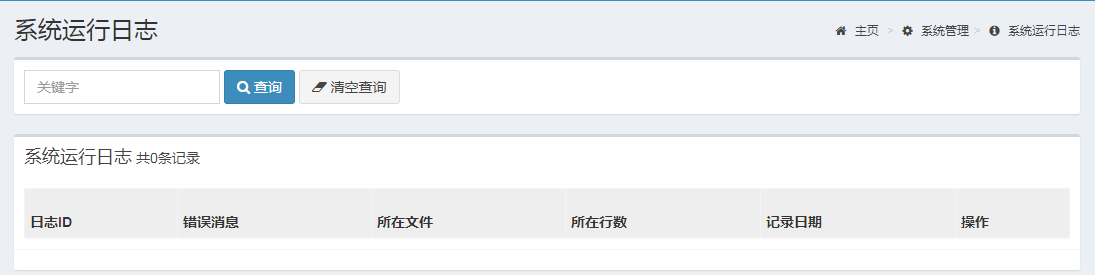 系统运行日志
主页 > 系统管理 > 系统运行日志
关键字 查询 清空查询
系统运行日志 共0条记录
日志ID 错误消息 所在文件 所在行数 记录日期 操作